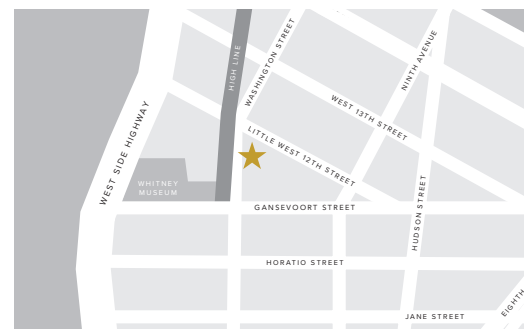 HIGH LINE
WASHINGTON STREET
NINTH AVENUE
WEST 13TH STREET
WEST SIDE HIGHWAY
LITTLE WEST 12TH STREET
WHITNEY
MUSEUM
GANSEVOORT STREET
HUDSON STREET
HORATIO STREET
EIGHTH
JANE STREET